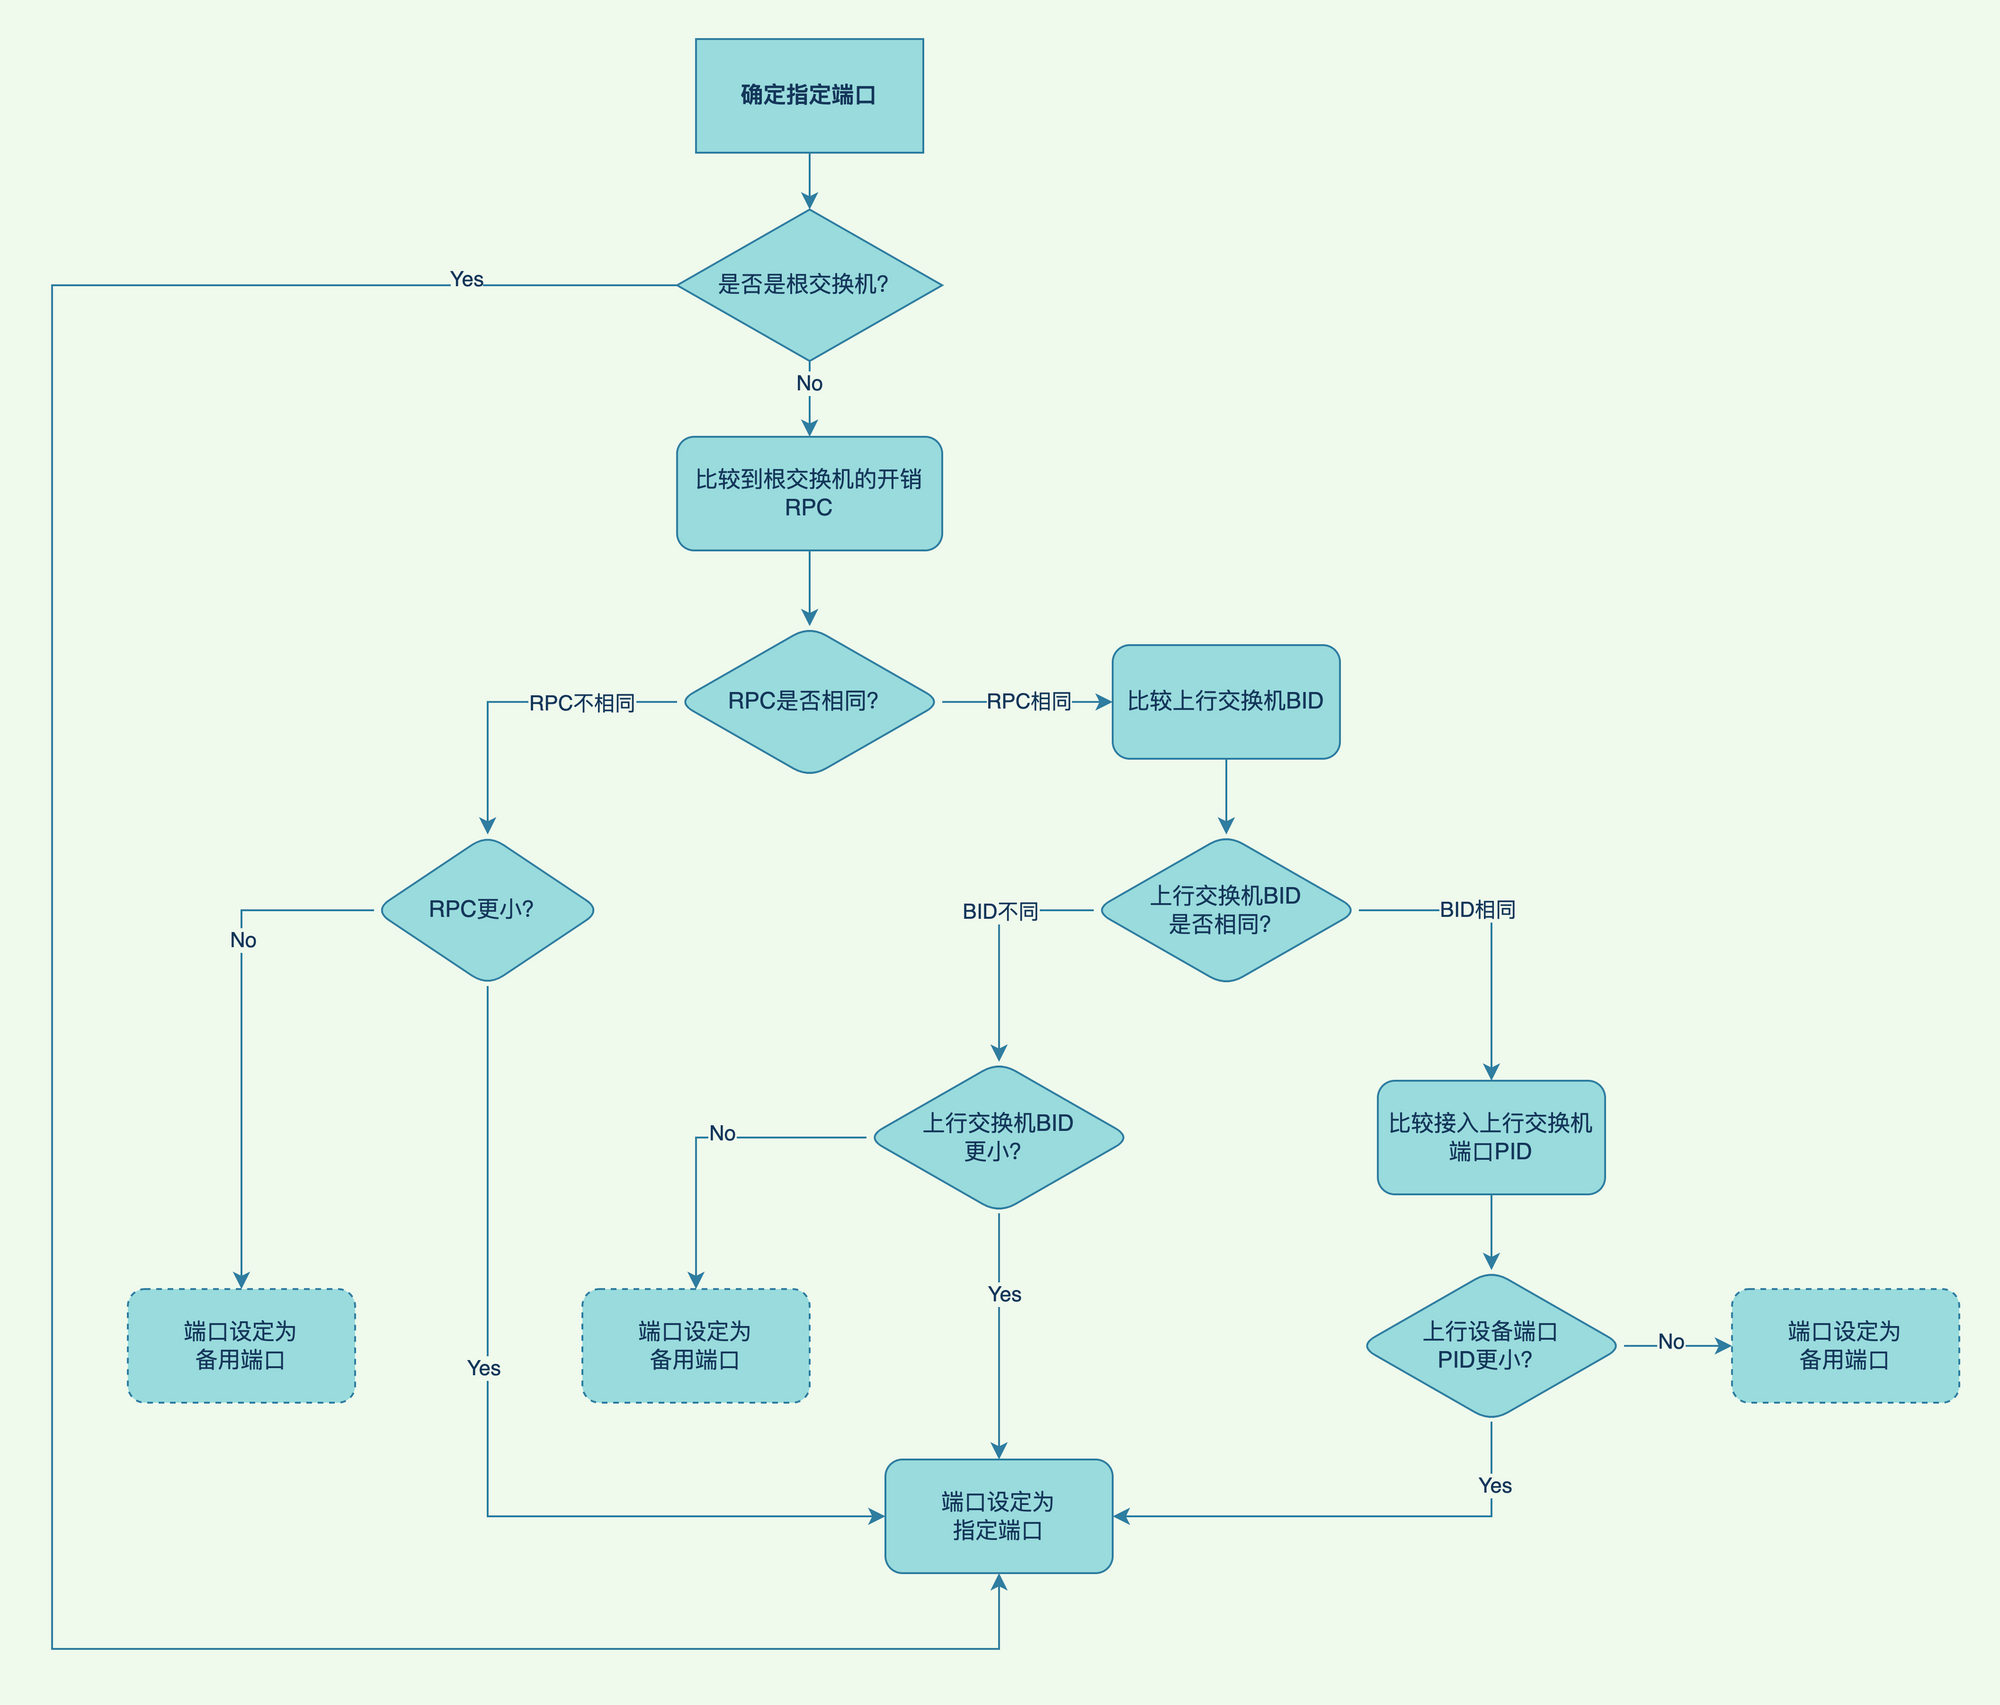 确定指定端口
是否是根交换机?
Yes
No
比较到根交换机的开销
RPC
RPC是否相同?
RPC不相同
RPC相同
比较上行交换机BID
RPC更小?
上行交换机BID
是否相同?
No
BID不同
BID相同
上行交换机BID
更小?
No
比较接入上行交换机
端口PID
端口设定为
备用端口
Yes
端口设定为
备用端口
Yes
上行设备端口
PID更小?
No
端口设定为
备用端口
Yes
端口设定为
指定端口